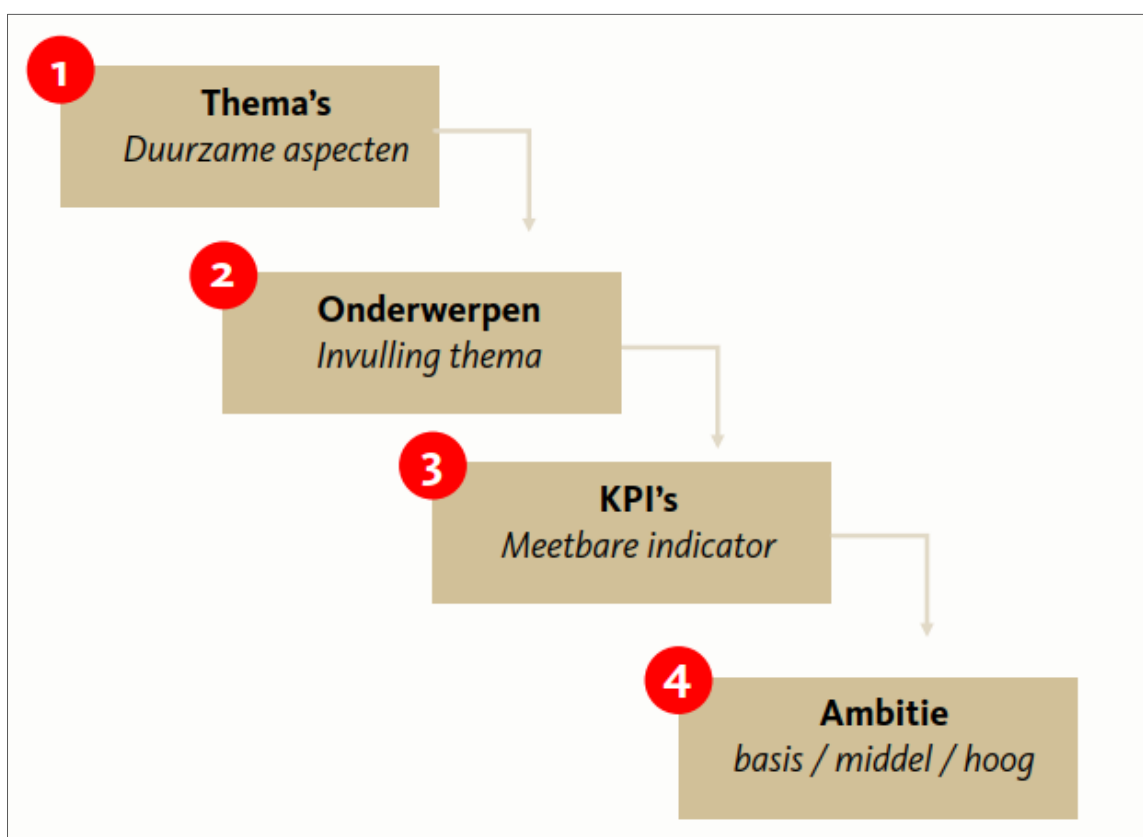 1
Thema's
Duurzame aspecten
2
Onderwerpen
Invulling thema
3
KPI's
Meetbare indicator
4
Ambitie
basis / middel / hoog